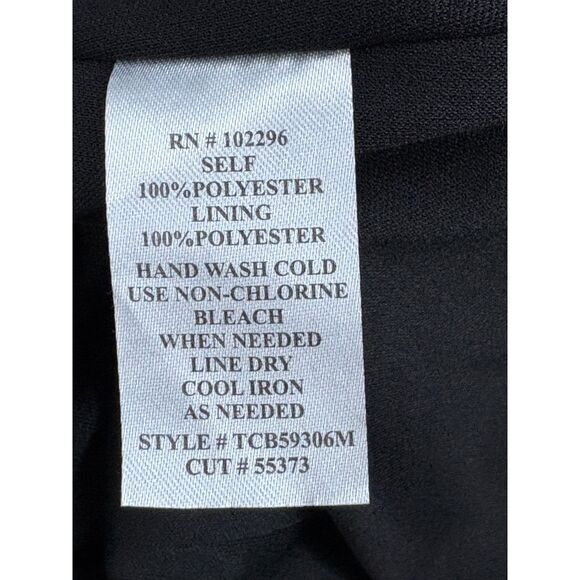 RN # 102296
SELF
100%POLYESTER
LINING
100%POLYESTER
HAND WASH COLD
USE NON-CHLORINE
BLEACH
WHEN NEEDED
LINE DRY
COOL IRON
AS NEEDED
STYLE # TCB59306M
CUT # 55373